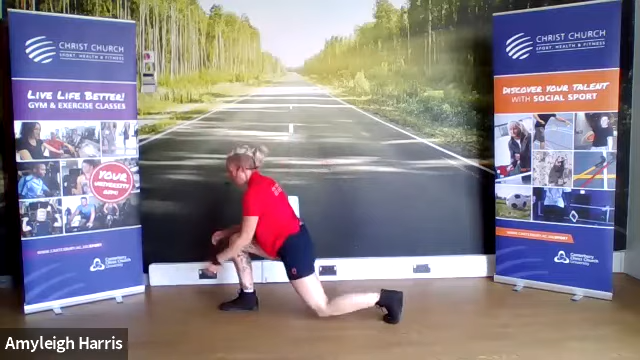 CHRIST CHURCH
SPORT, HEALTH & FITNESS
LIVE LIFE BETTER!
GYM & EXERCISE CLASSES
YOUR
UNIVERSITY
Canterbury
Christ Church
University
CHRIST CHURCH
SPORT, HEALTH & FITNESS
DISCOVER YOUR TALENT
WITH SOCIAL SPORT
Canterbury
Christ Church
University
Amyleigh Harris